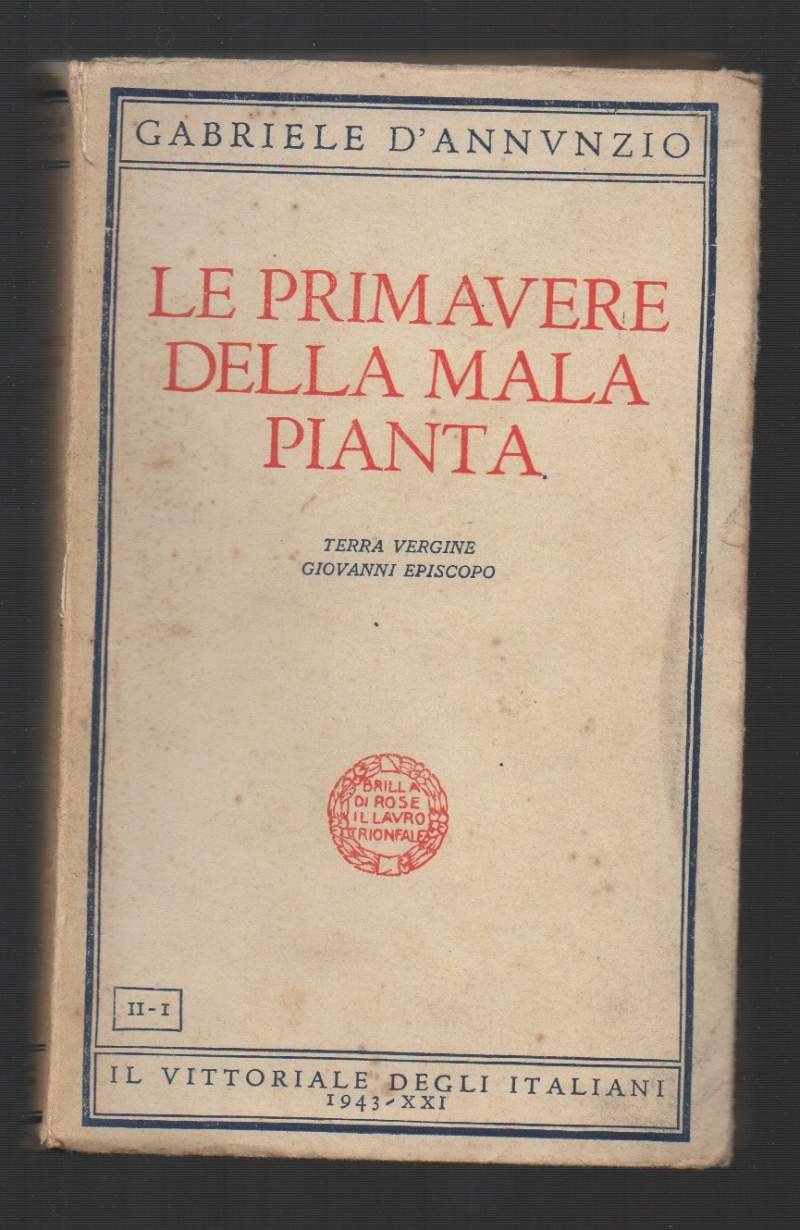 GABRIELE D'ANNVNZIO
LE PRIMAVERE
DELLA MALA
PIANTA
TERRA VERGINE
GIOVANNI EPISCOPO
BRILLA
DI ROSE
IL LAVRO
TRIONFALE
II-I
IL VITTORIALE DEGLI ITALIANI
1943-XXI